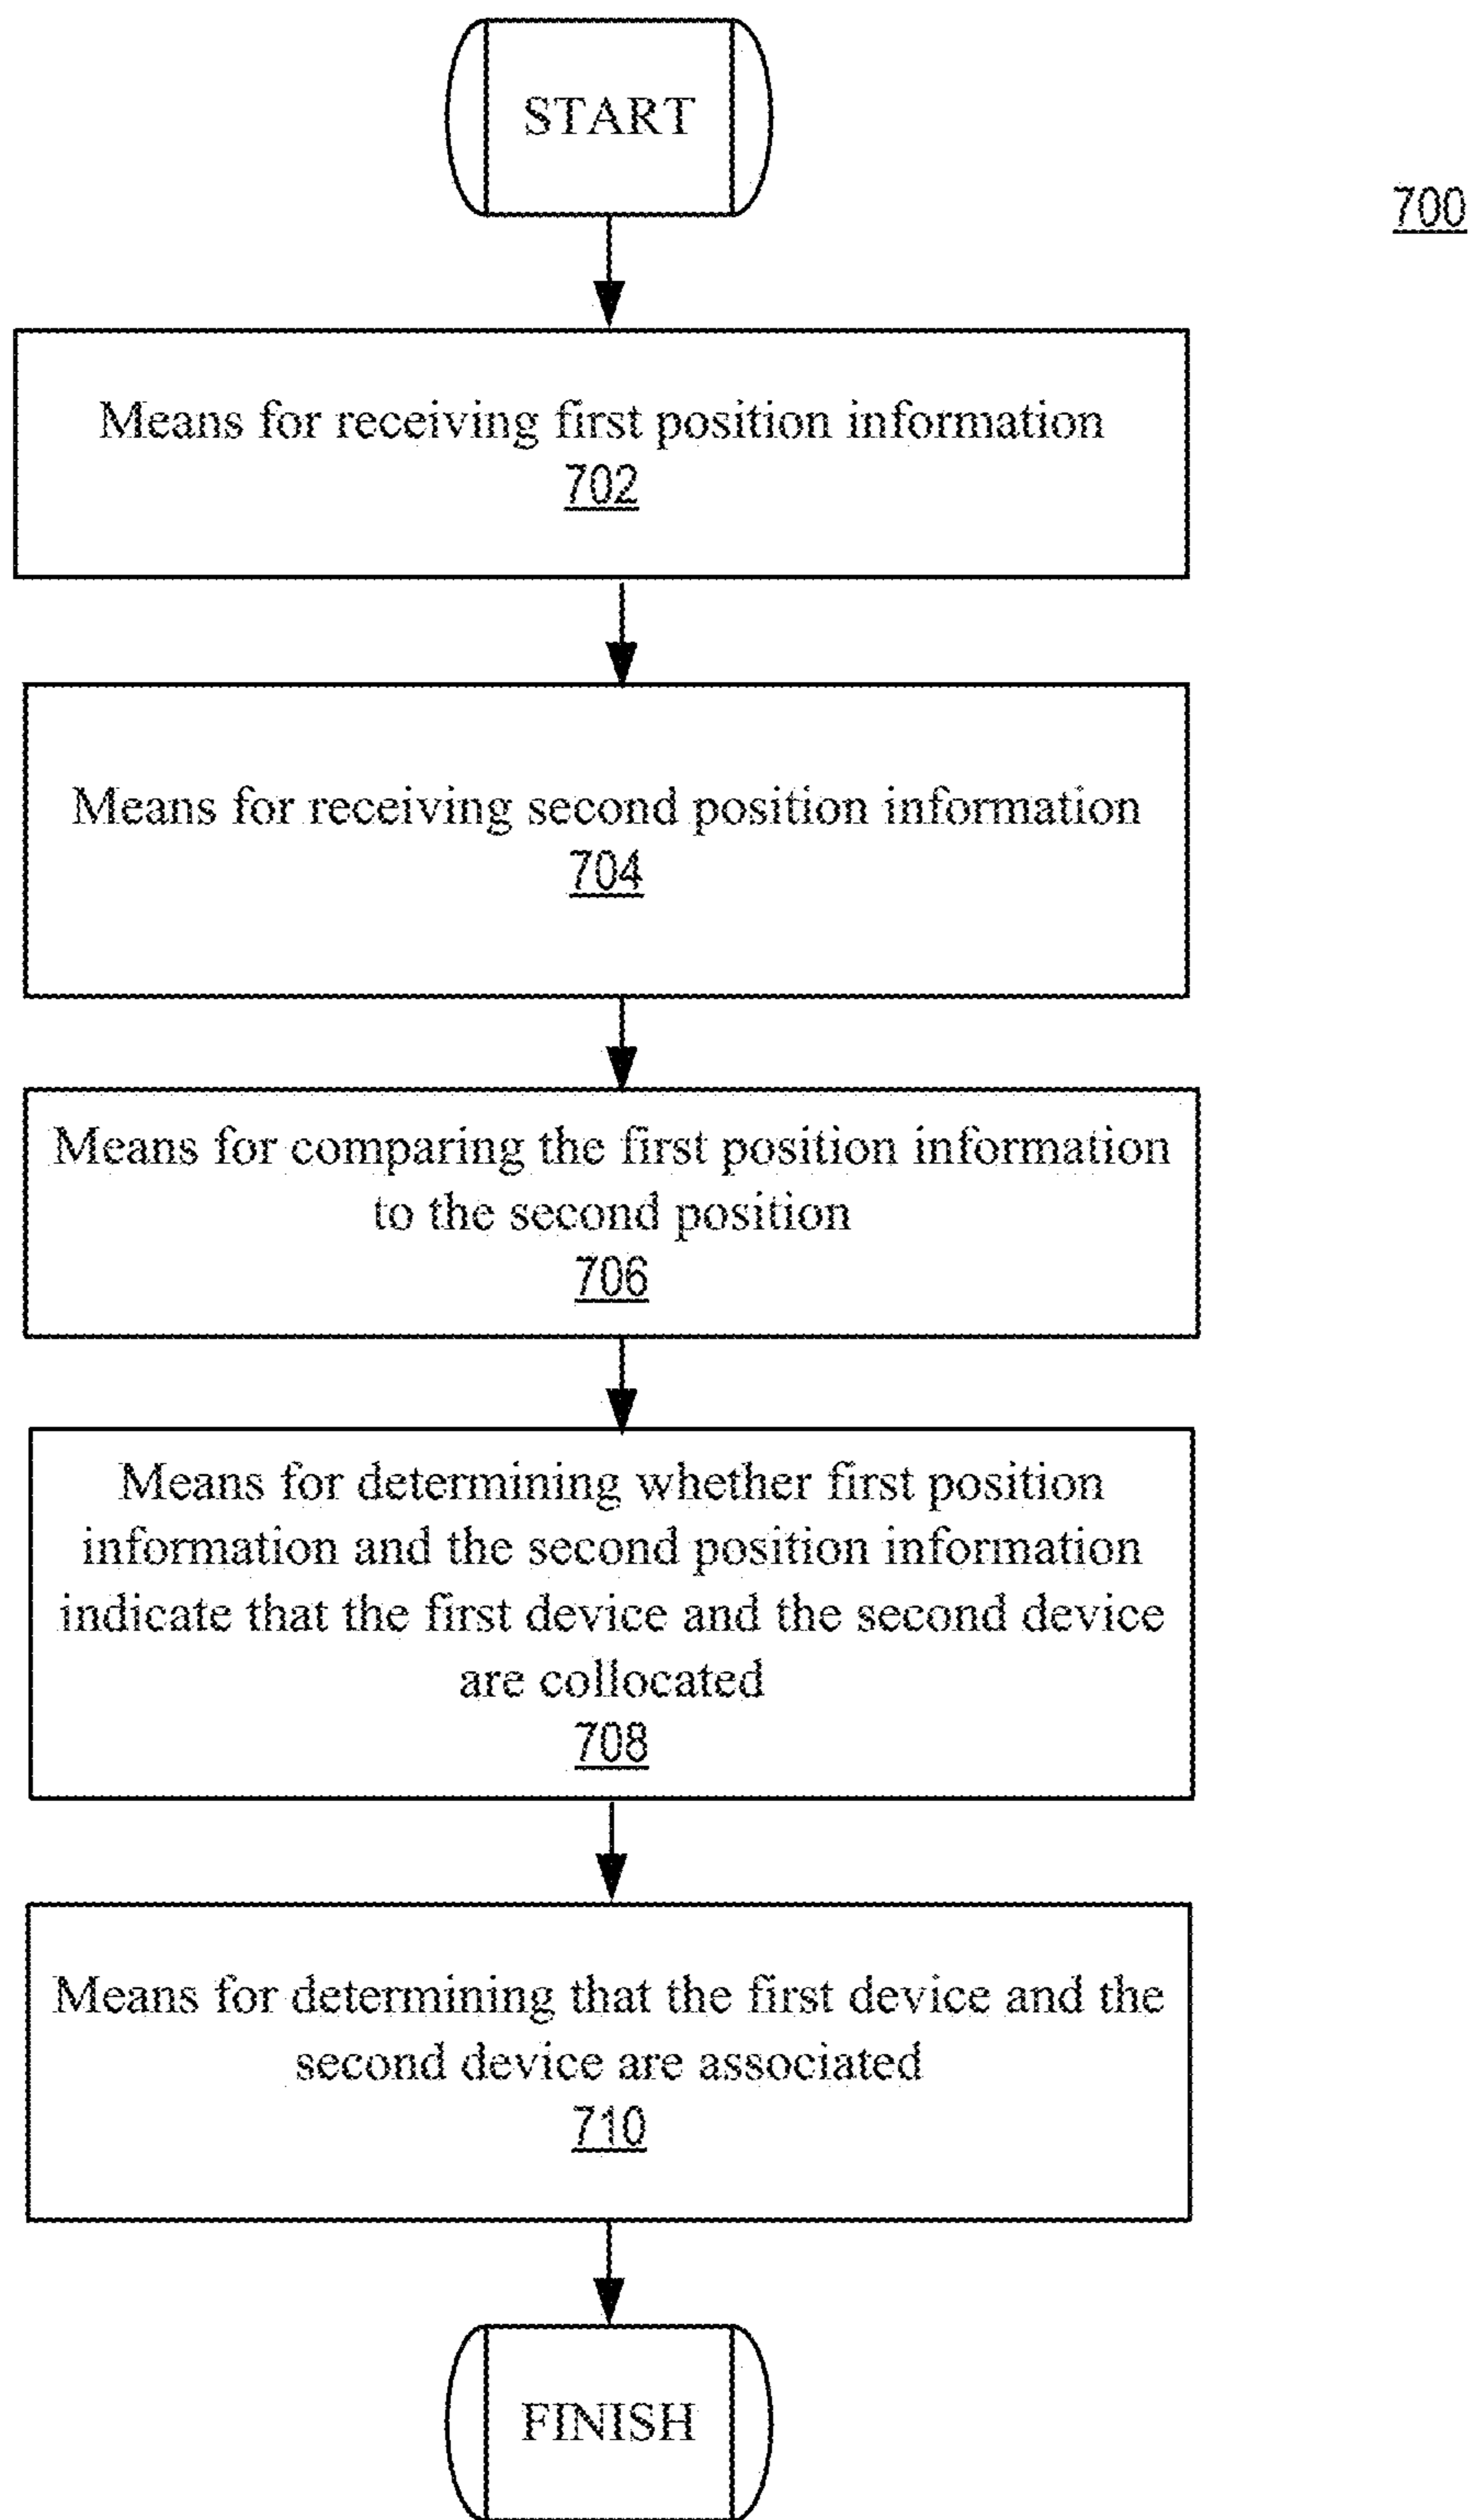 START
700
Means for receiving first position information
702
Means for receiving second position information
704
Means for comparing the first position information
to the second position
706
Means for determining whether first position
information and the second position information
indicate that the first device and the second device
are collocated
708
Means for determining that the first device and the
second device are associated
710
FINISH